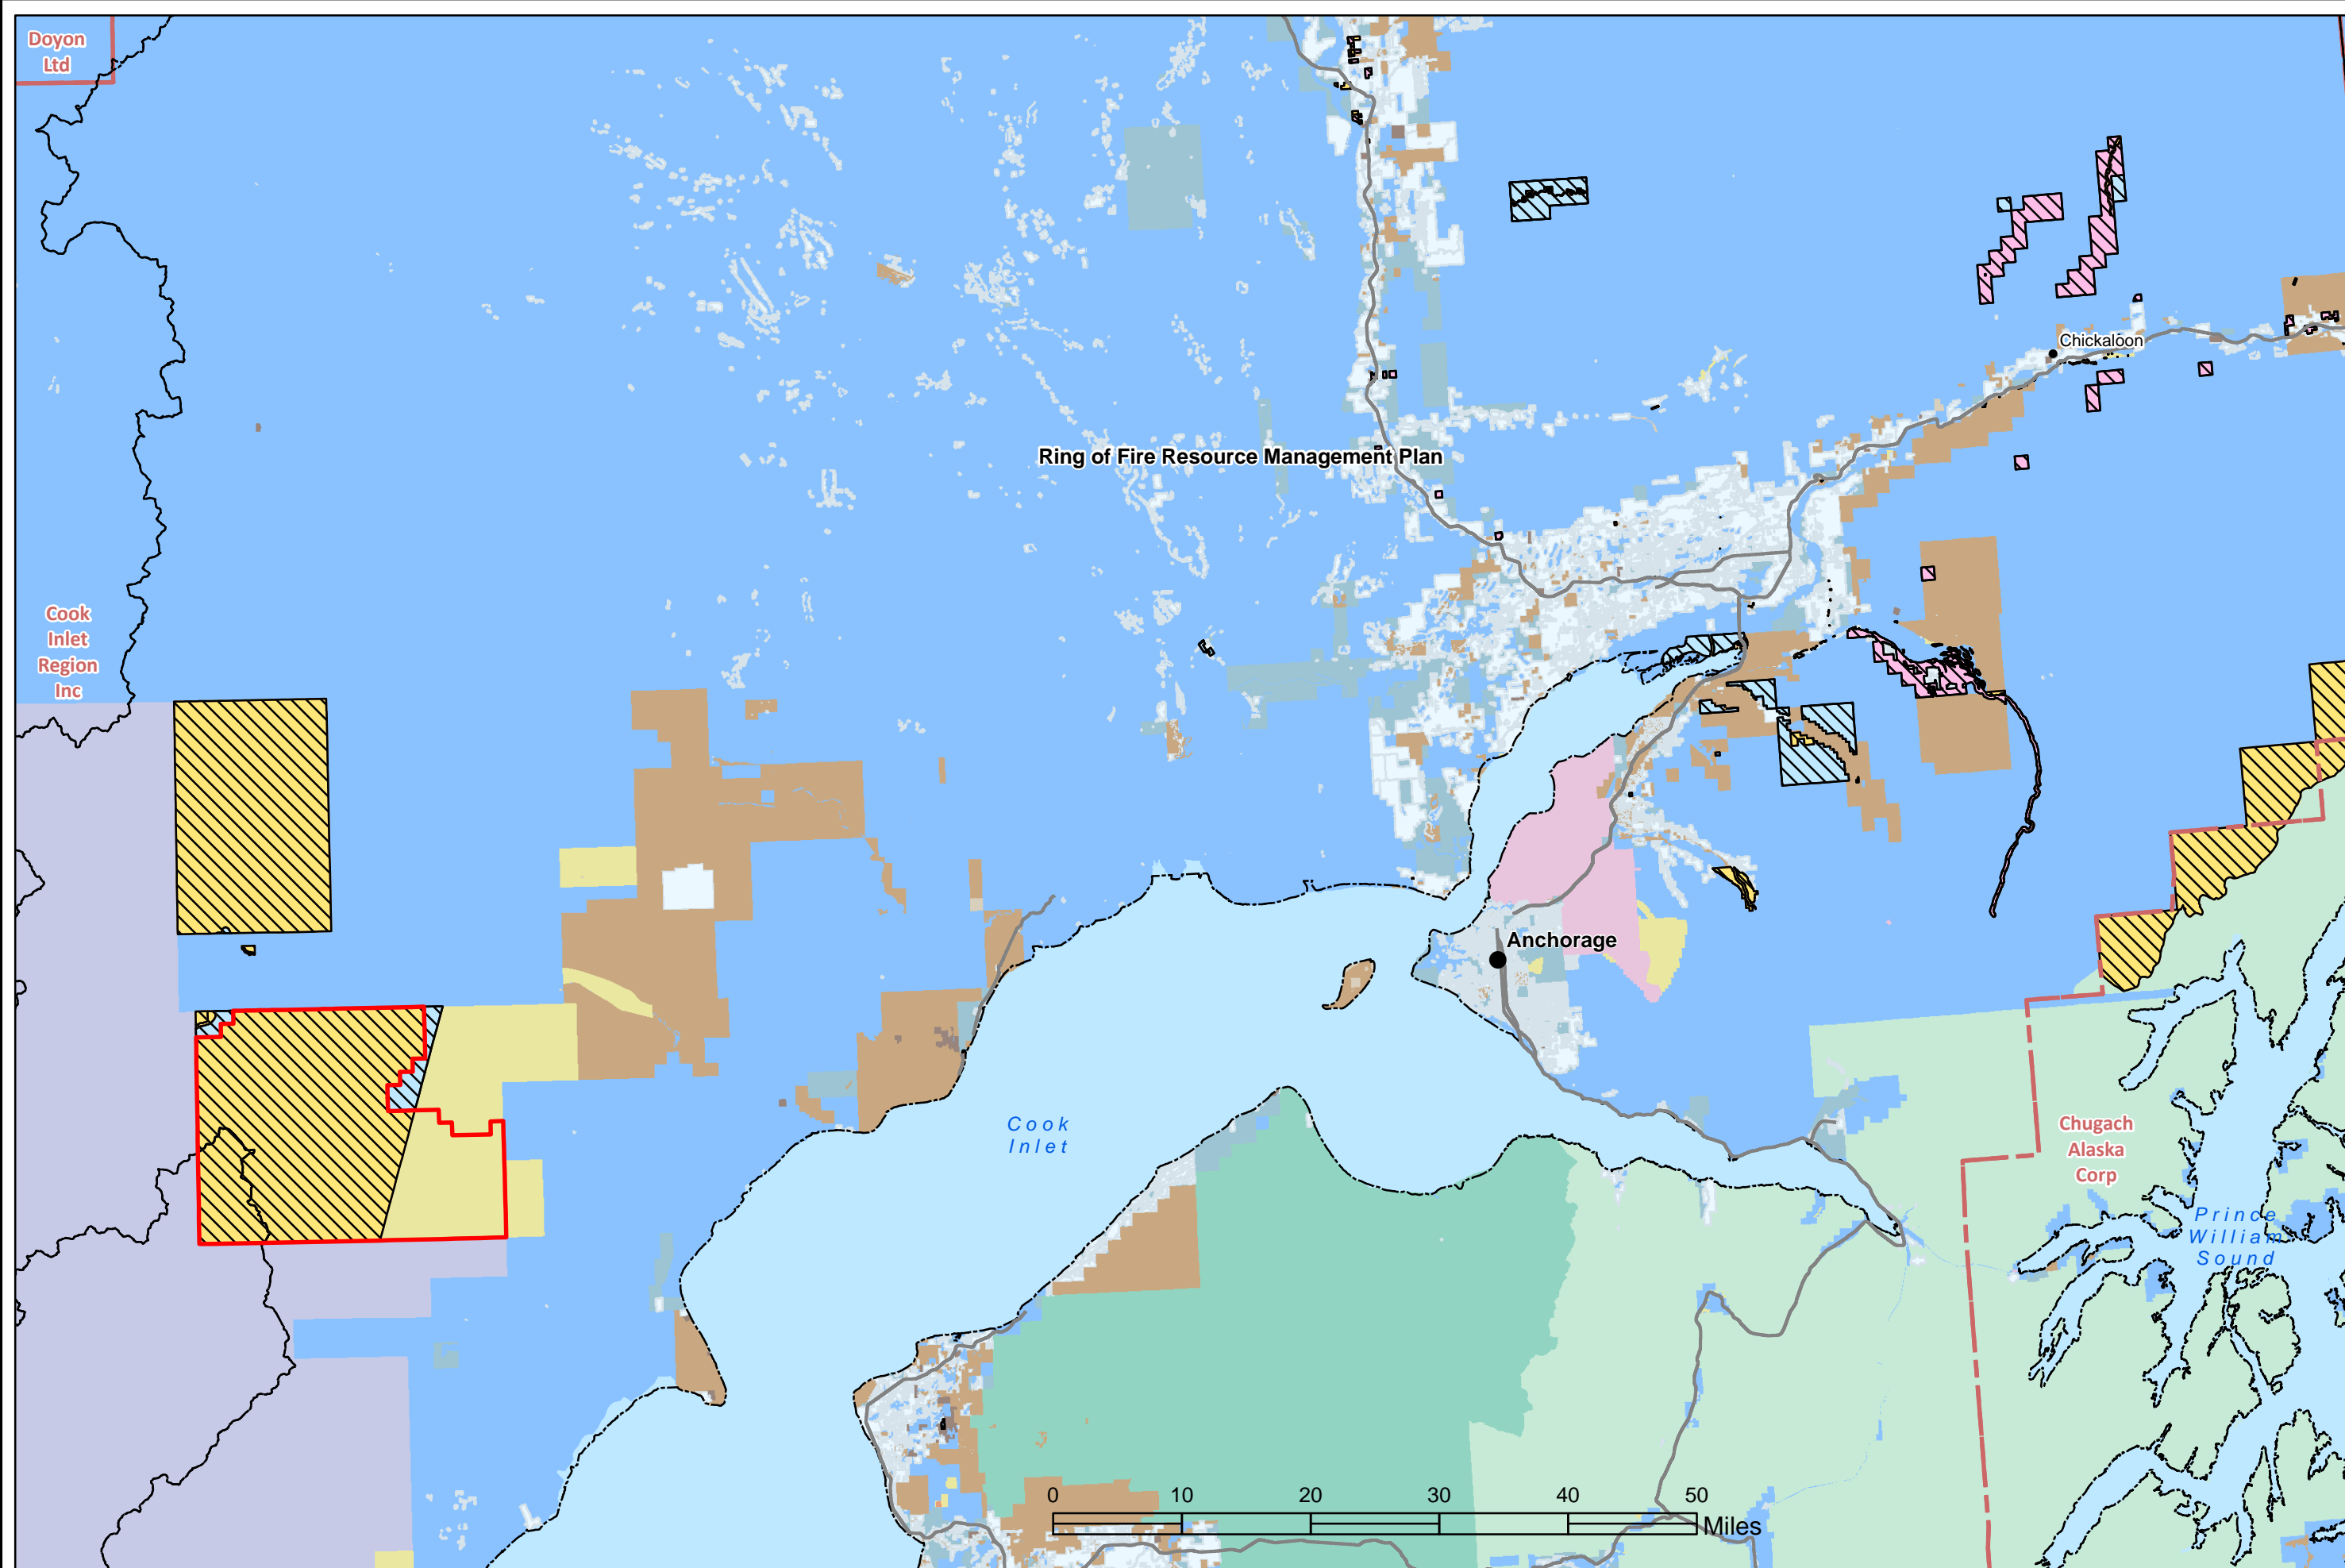 Doyon
Ltd
Chickaloon
Ring of Fire Resource Management Plan
Cook
Inlet
Region
Inc
Anchorage
Cook
Inlet
Chugach
Alaska
Corp
Prince
William
Sound
0 10 20 30 40 50
Miles